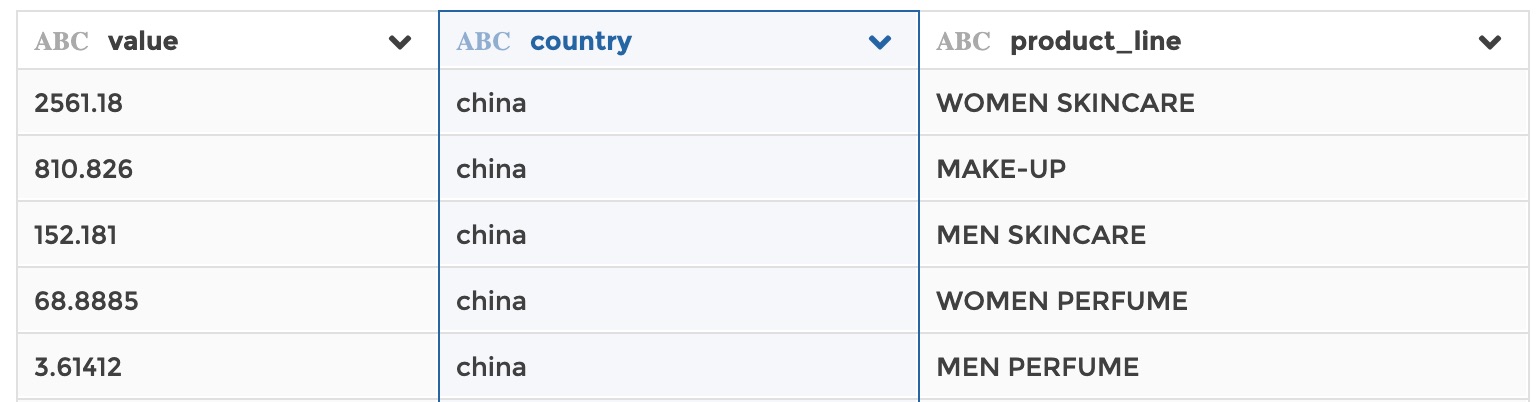 ABC value ABC country ABC product_line
2561.18 china WOMEN SKINCARE
810.826 china MAKE-UP
152.181 china MEN SKINCARE
68.8885 china WOMEN PERFUME
3.61412 china MEN PERFUME